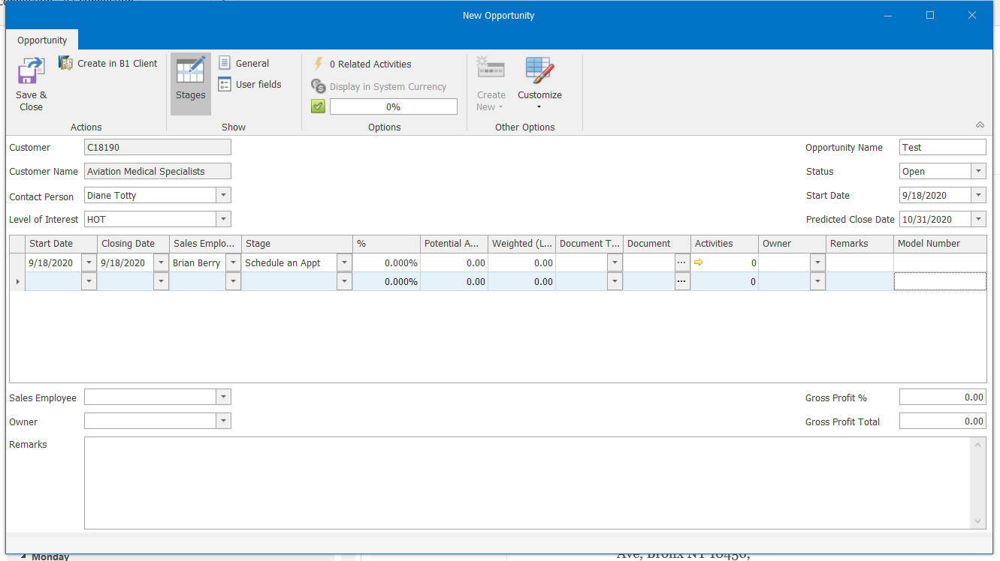 New Opportunity
Opportunity
Save & Close
Create in B1 Client
Actions
Stages
General
User fields
Show
0 Related Activities
Display in System Currency
0%
Options
Create New
Customize
Other Options
Customer C18190
Customer Name Aviation Medical Specialists
Contact Person Diane Totty
Level of Interest HOT
Opportunity Name Test
Status Open
Start Date 9/18/2020
Predicted Close Date 10/31/2020
Start Date Closing Date Sales Emplo... Stage % Potential A... Weighted (L... Document T... Document Activities Owner Remarks Model Number
9/18/2020 9/18/2020 Brian Berry Schedule an Appt 0.000% 0.00 0.00 ... 0
0.000% 0.00 0.00 ... 0
Sales Employee
Owner
Gross Profit % 0.00
Gross Profit Total 0.00
Remarks
Monday
Ave, Bronx NY 10456,